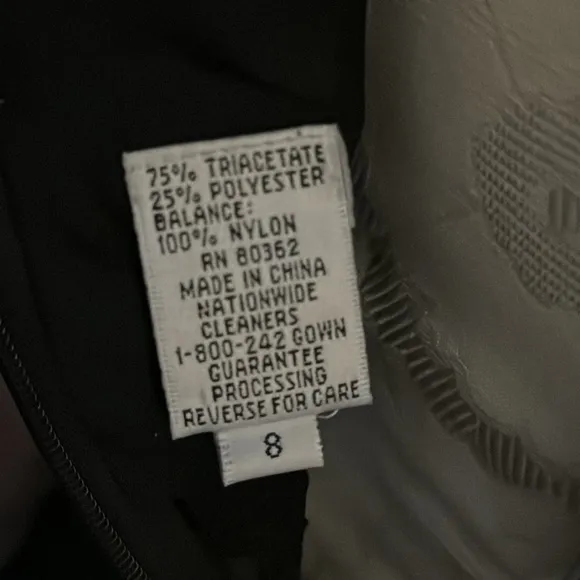 75% TRIACETATE
25% POLYESTER
BALANCE:
100% NYLON
RN 80362
MADE IN CHINA
NATIONWIDE
CLEANERS
1-800-242 GOWN
GUARANTEE
PROCESSING
REVERSE FOR CARE
8